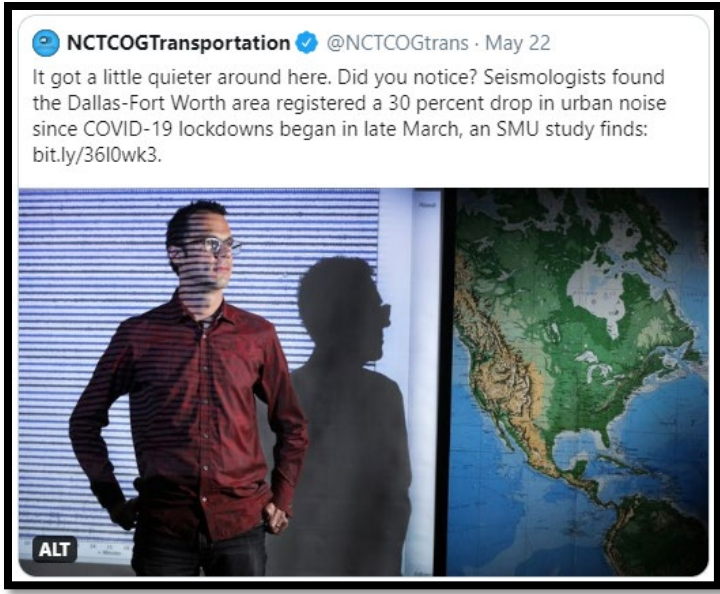 NCTCOGTransportation @NCTCOGtrans · May 22
It got a little quieter around here. Did you notice? Seismologists found
the Dallas-Fort Worth area registered a 30 percent drop in urban noise
since COVID-19 lockdowns began in late March, an SMU study finds:
bit.ly/36l0wk3.
ALT